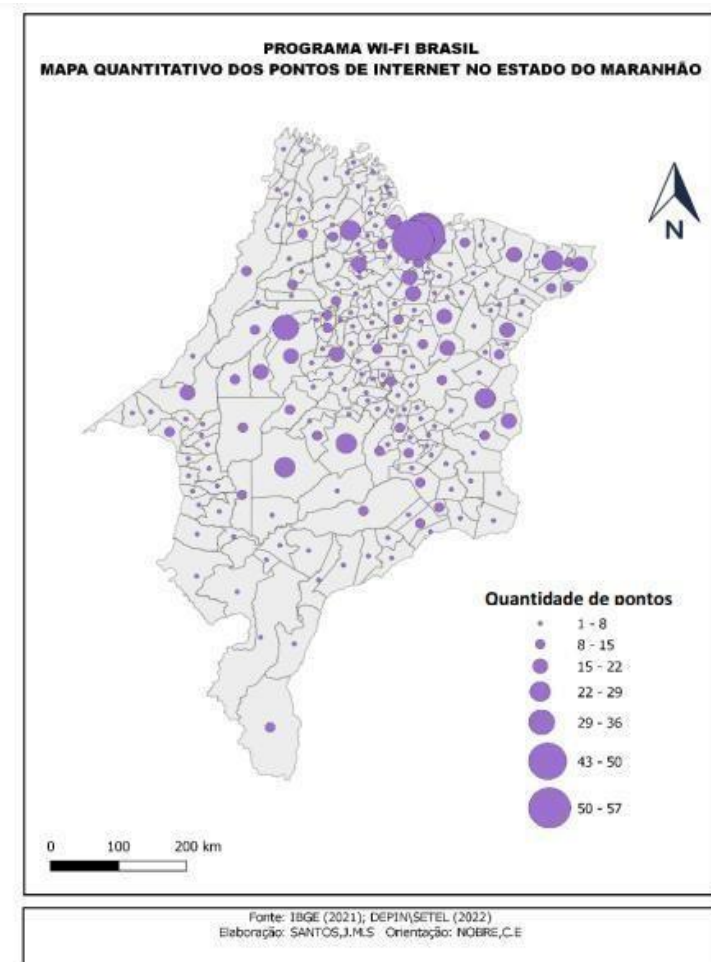 PROGRAMA WI-FI BRASIL
MAPA QUANTITATIVO DOS PONTOS DE INTERNET NO ESTADO DO MARANHÃO
N
Quantidade de pontos
1 - 8
8 - 15
15 - 22
22 - 29
29 - 36
43 - 50
50 - 57
0 100 200 km
Fonte: IBGE (2021); DEPIN\SETEL (2022)
Elaboração: SANTOS,J.M.S Orientação: NOBRE,C.E